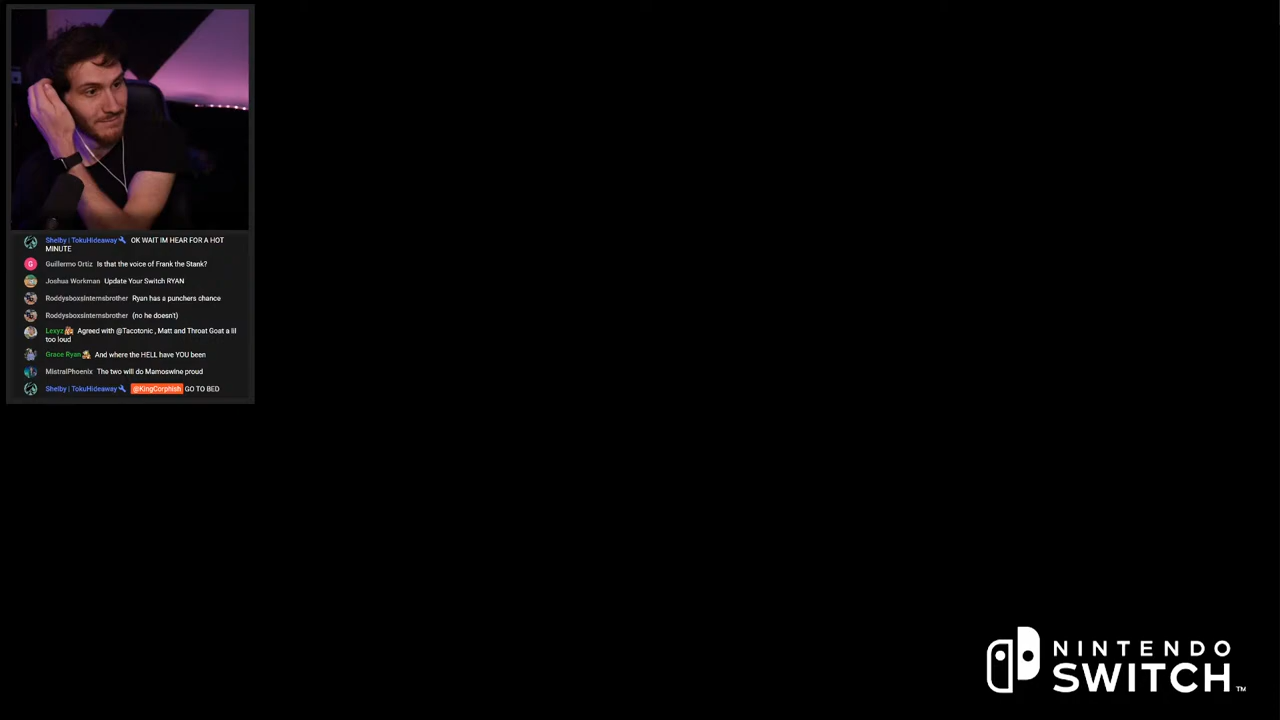 Shelby | TokuHideaway OK WAIT IM HEAR FOR A HOT
MINUTE
G Guillermo Ortiz Is that the voice of Frank the Stank?
Joshua Workman Update Your Switch RYAN
Roddysboxsinternsbrother Ryan has a punchers chance
Roddysboxsinternsbrother (no he doesn't)
Lexyz Agreed with @Tacotonic , Matt and Throat Goat a lil
too loud
Grace Ryan And where the HELL have YOU been
MistralPhoenix The two will do Mamoswine proud
Shelby | TokuHideaway @KingCorphish GO TO BED
NINTENDO
SWITCH™